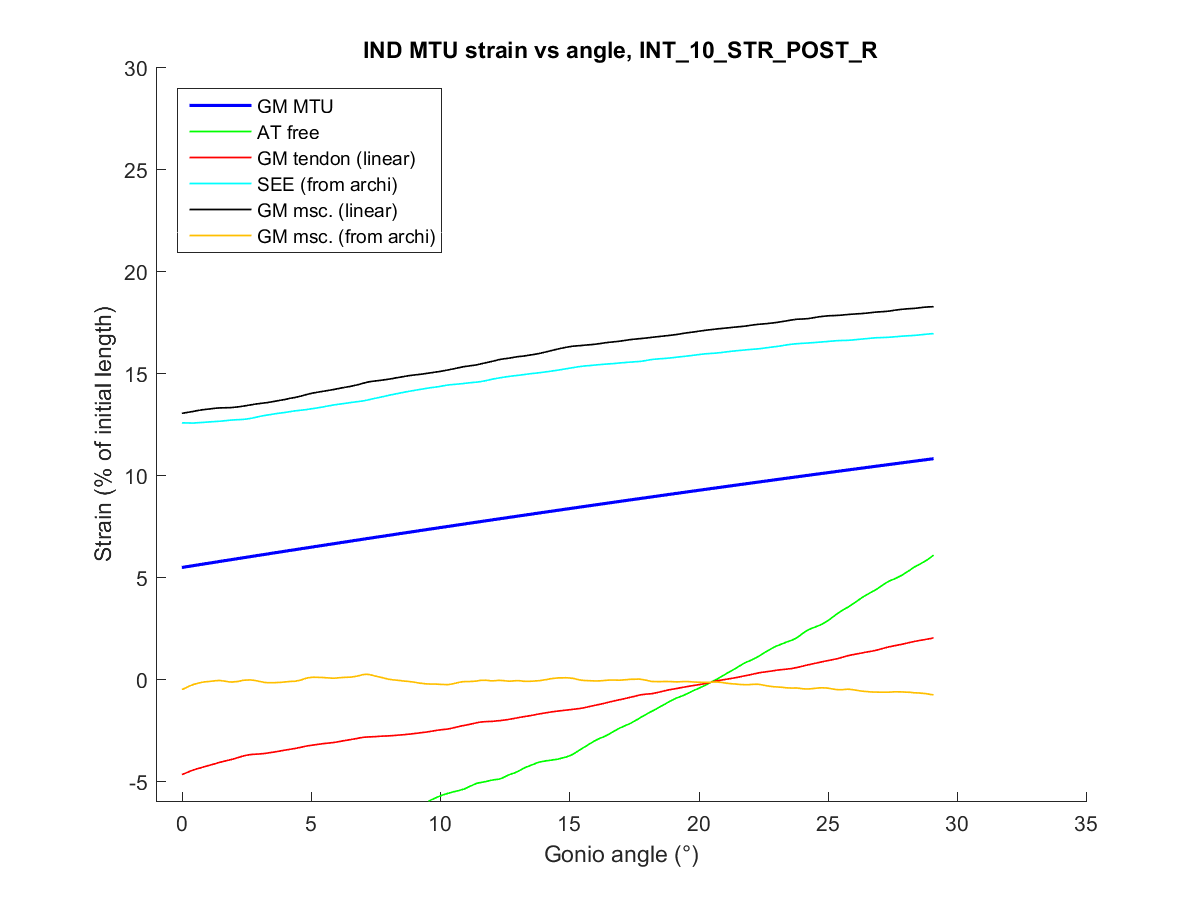 IND MTU strain vs angle, INT_10_STR_POST_R
30
25
20
15
10
5
0
-5
Strain (% of initial length)
GM MTU
AT free
GM tendon (linear)
SEE (from archi)
GM msc. (linear)
GM msc. (from archi)
0 5 10 15 20 25 30 35
Gonio angle (°)